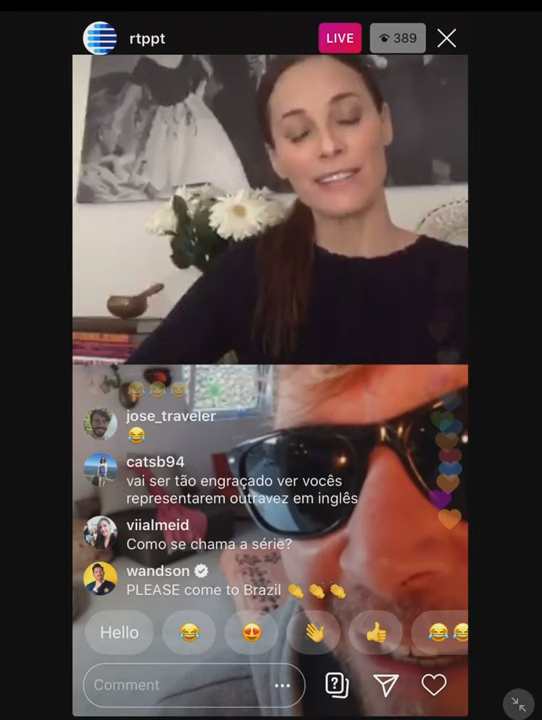 rtppt
LIVE
389
😂😂😂
jose_traveler
😂
catsb94
vai ser tão engraçado ver vocês
representarem outravez em inglês
viialmeid
Como se chama a série?
wandson
PLEASE come to Brazil 👏👏👏
Hello 😂 😍 👋 👍 😂😂
Comment